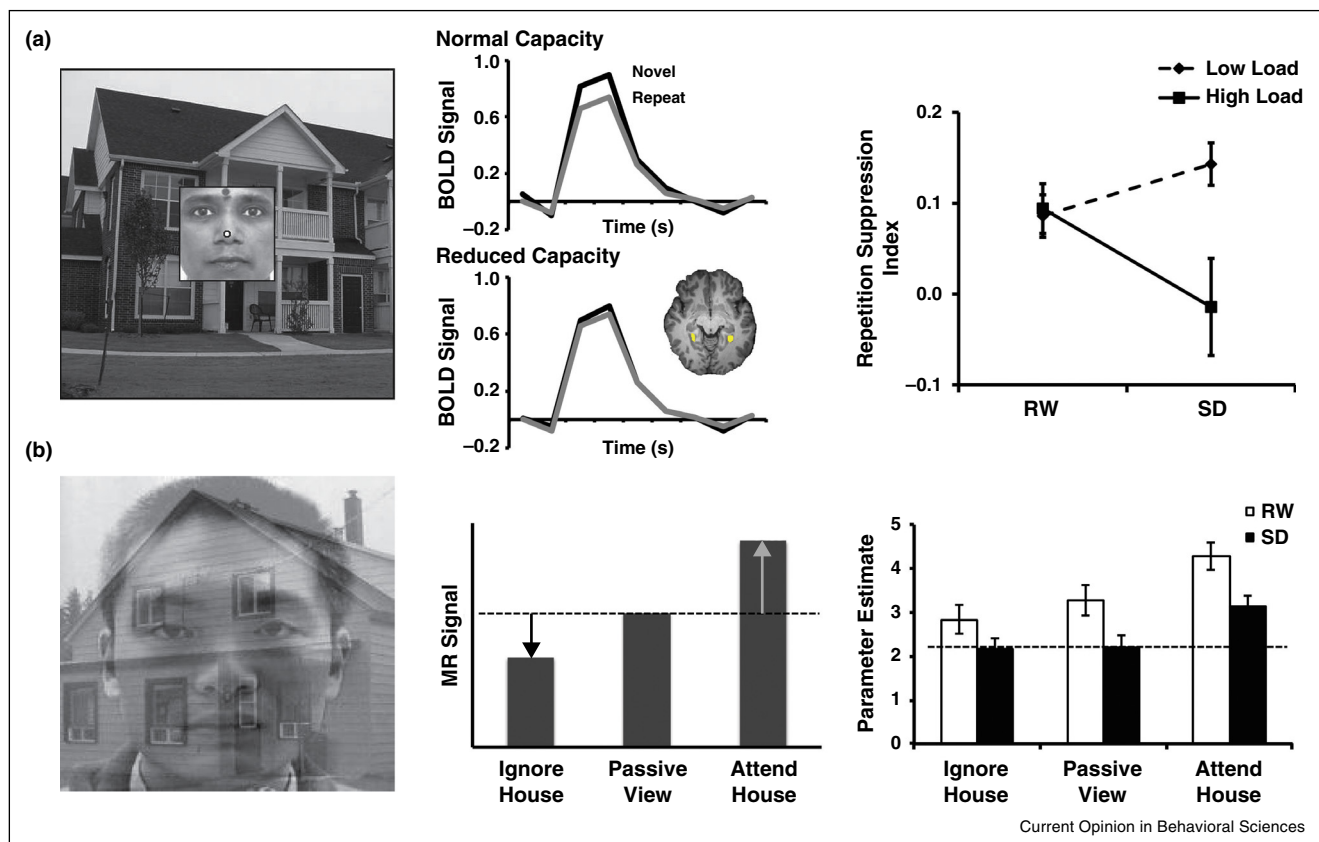 (a)
Normal Capacity
1.0
0.6
0.2
−0.2
BOLD Signal
Novel
Repeat
Time (s)
Reduced Capacity
1.0
0.6
0.2
−0.2
BOLD Signal
Time (s)
Low Load
High Load
0.2
0.1
0.0
−0.1
Repetition Suppression
Index
RW
SD
(b)
MR Signal
Ignore
House
Passive
View
Attend
House
RW
SD
5
4
3
2
1
0
Parameter Estimate
Ignore
House
Passive
View
Attend
House
Current Opinion in Behavioral Sciences